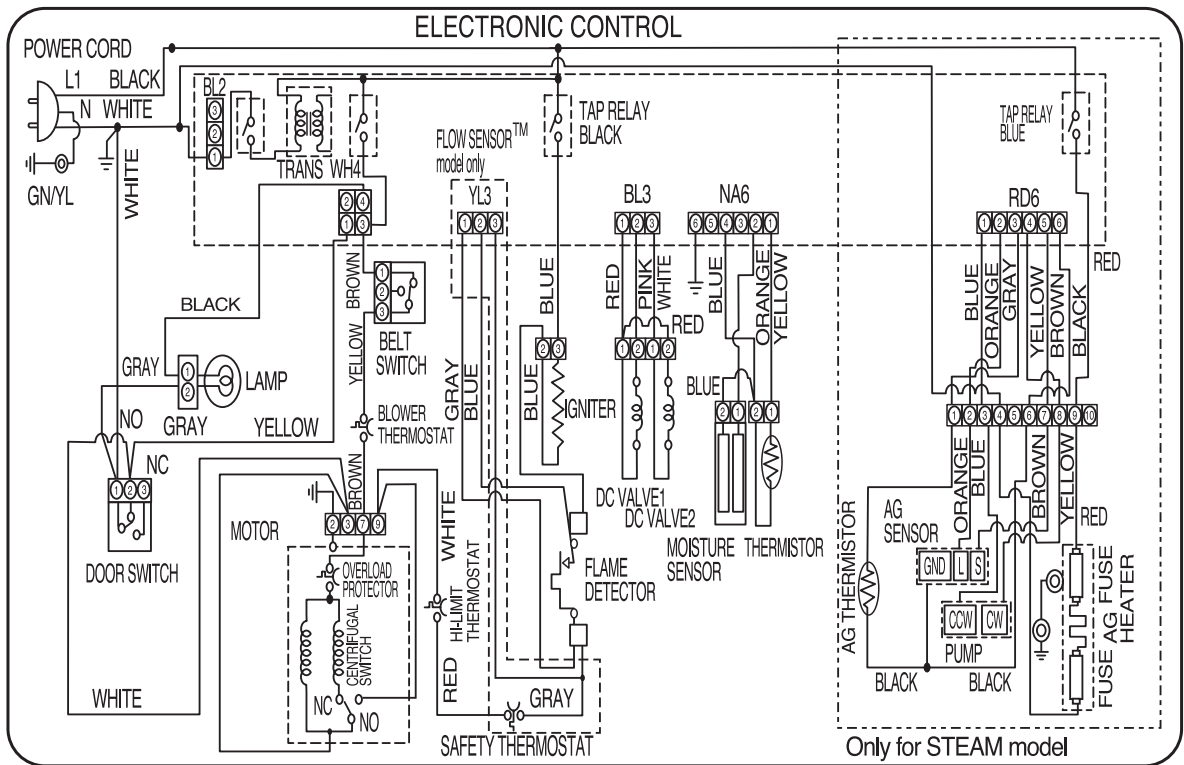 ELECTRONIC CONTROL
POWER CORD
L1 BLACK
N WHITE
GN/YL
WHITE
BL2
3
2
1
TRANS
WH4
2 4
1 3
FLOW SENSOR™
model only
YL3
1 2 3
TAP RELAY
BLACK
BL3
1 2 3
NA6
6 5 4 3 2 1
TAP RELAY
BLUE
RD6
1 2 3 4 5 6
RED
BLACK
BROWN
1
2
3
BELT
SWITCH
YELLOW
GRAY
1
2
LAMP
GRAY
NO
YELLOW
NC
1 2 3
DOOR SWITCH
BLOWER
THERMOSTAT
BROWN
MOTOR
2 3 7 9
OVERLOAD
PROTECTOR
CENTRIFUGAL
SWITCH
NC
NO
WHITE
WHITE
HI-LIMIT
THERMOSTAT
RED
GRAY
SAFETY THERMOSTAT
GRAY
YELLOW
BLUE
BLUE
2 3
IGNITER
FLAME
DETECTOR
RED
PINK
WHITE
RED
1 2 1 2
DC VALVE1
DC VALVE2
BLUE
ORANGE
YELLOW
BLUE
2 1
2 1
MOISTURE
SENSOR
THERMISTOR
BLUE
ORANGE
GRAY
YELLOW
BROWN
BLACK
1 2 3 4 5 6 7 8 9 10
ORANGE
BLUE
BROWN
YELLOW
RED
AG THERMISTOR
AG
SENSOR
GND L S
CCW CW
PUMP
BLACK
BLACK
FUSE AG FUSE
HEATER
Only for STEAM model